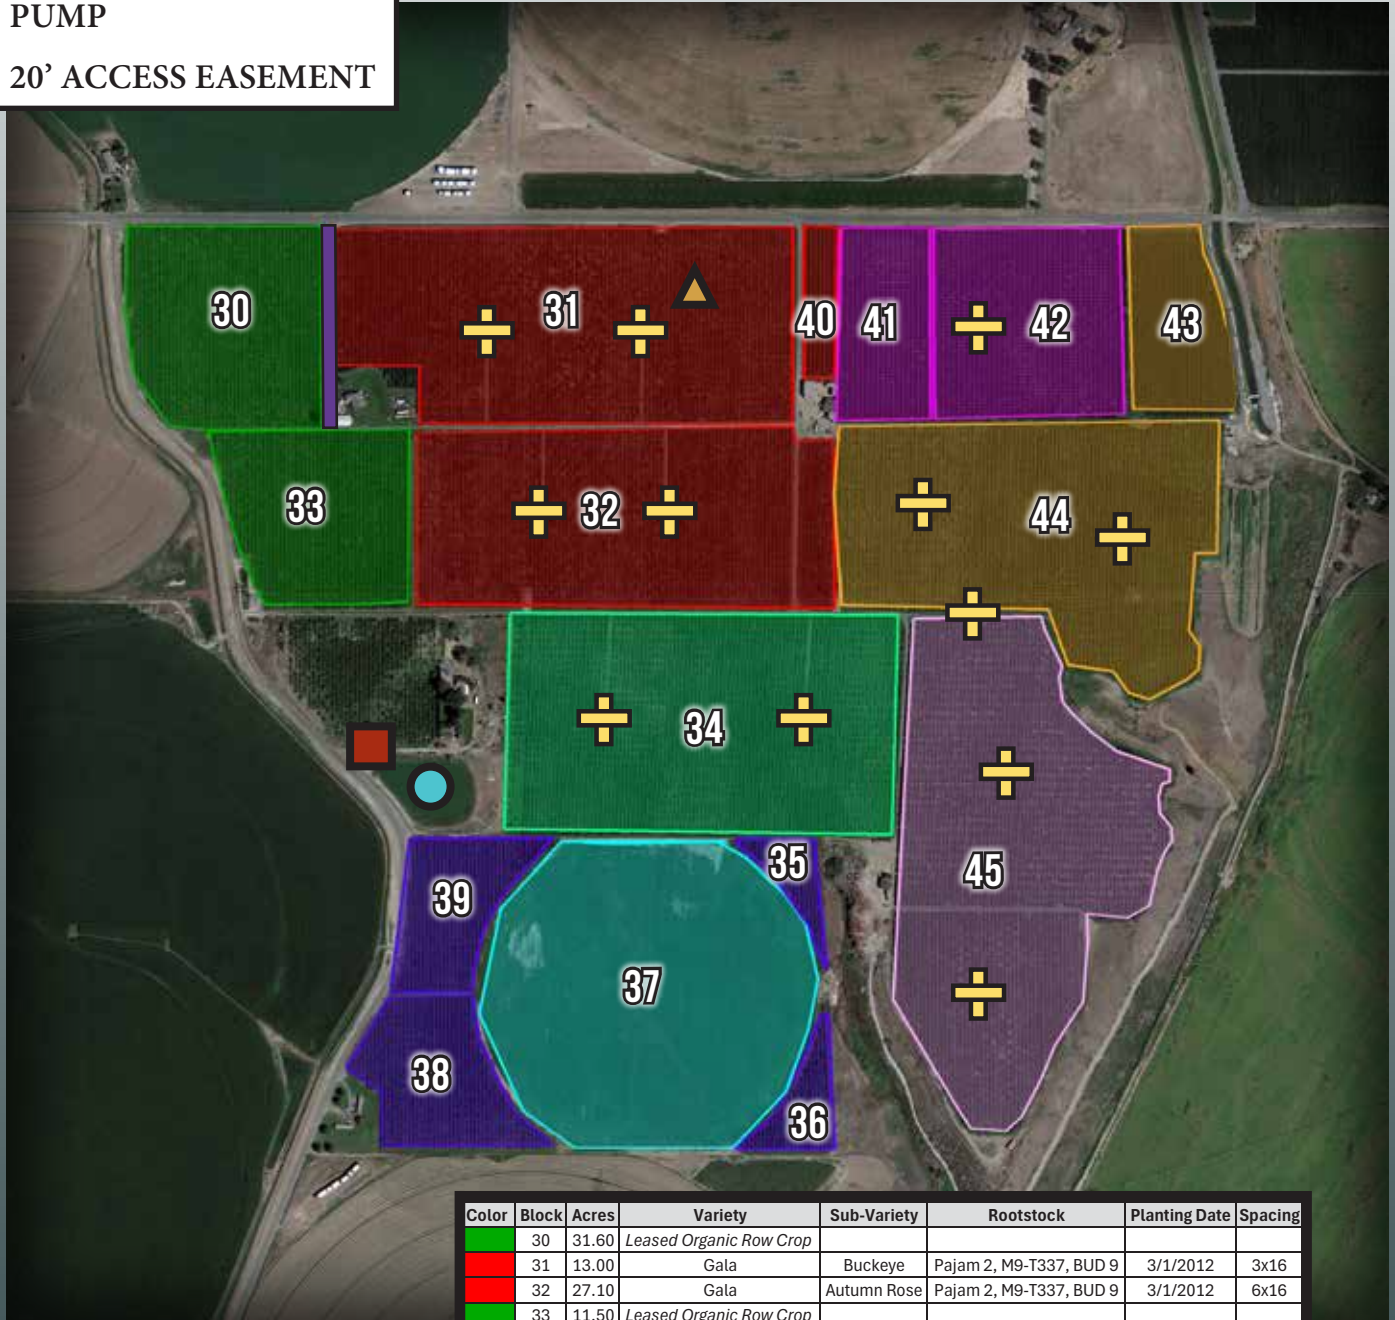 PUMP
20’ ACCESS EASEMENT
30
31
40
41
42
43
33
32
44
34
35
45
39
37
38
36
Color Block Acres Variety Sub-Variety Rootstock Planting Date Spacing
30 31.60 Leased Organic Row Crop
31 13.00 Gala Buckeye Pajam 2, M9-T337, BUD 9 3/1/2012 3x16
32 27.10 Gala Autumn Rose Pajam 2, M9-T337, BUD 9 3/1/2012 6x16
33 11.50 Leased Organic Row Crop